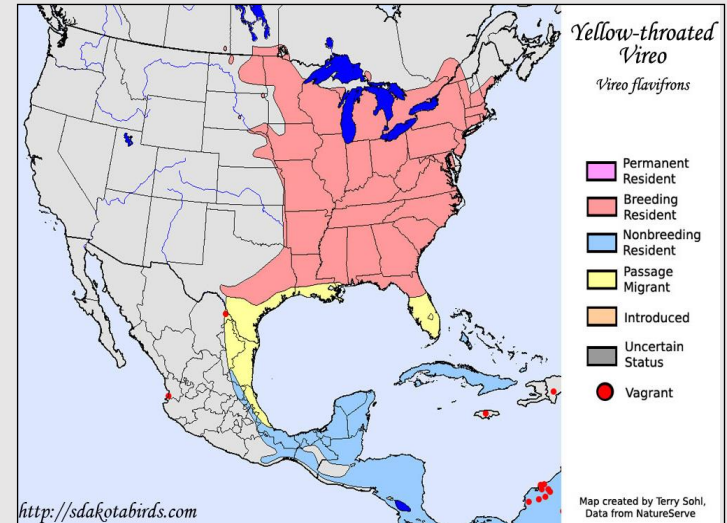 Yellow-throated
Vireo
Vireo flavifrons
Permanent
Resident
Breeding
Resident
Nonbreeding
Resident
Passage
Migrant
Introduced
Uncertain
Status
Vagrant
http://sdakotabirds.com
Map created by Terry Sohl,
Data from NatureServe